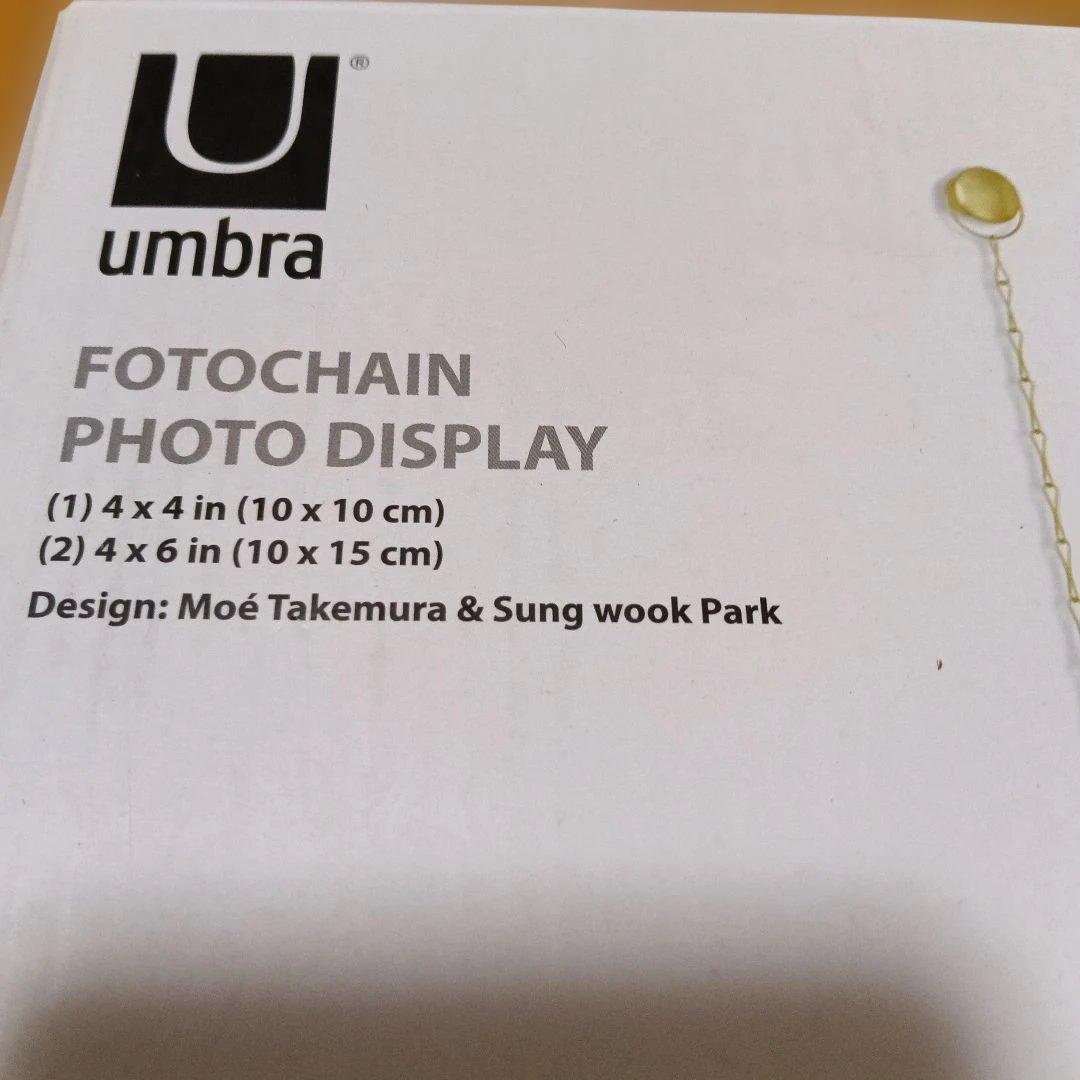 U®
umbra
FOTOCHAIN
PHOTO DISPLAY
(1) 4 x 4 in (10 x 10 cm)
(2) 4 x 6 in (10 x 15 cm)
Design: Moé Takemura & Sung wook Park